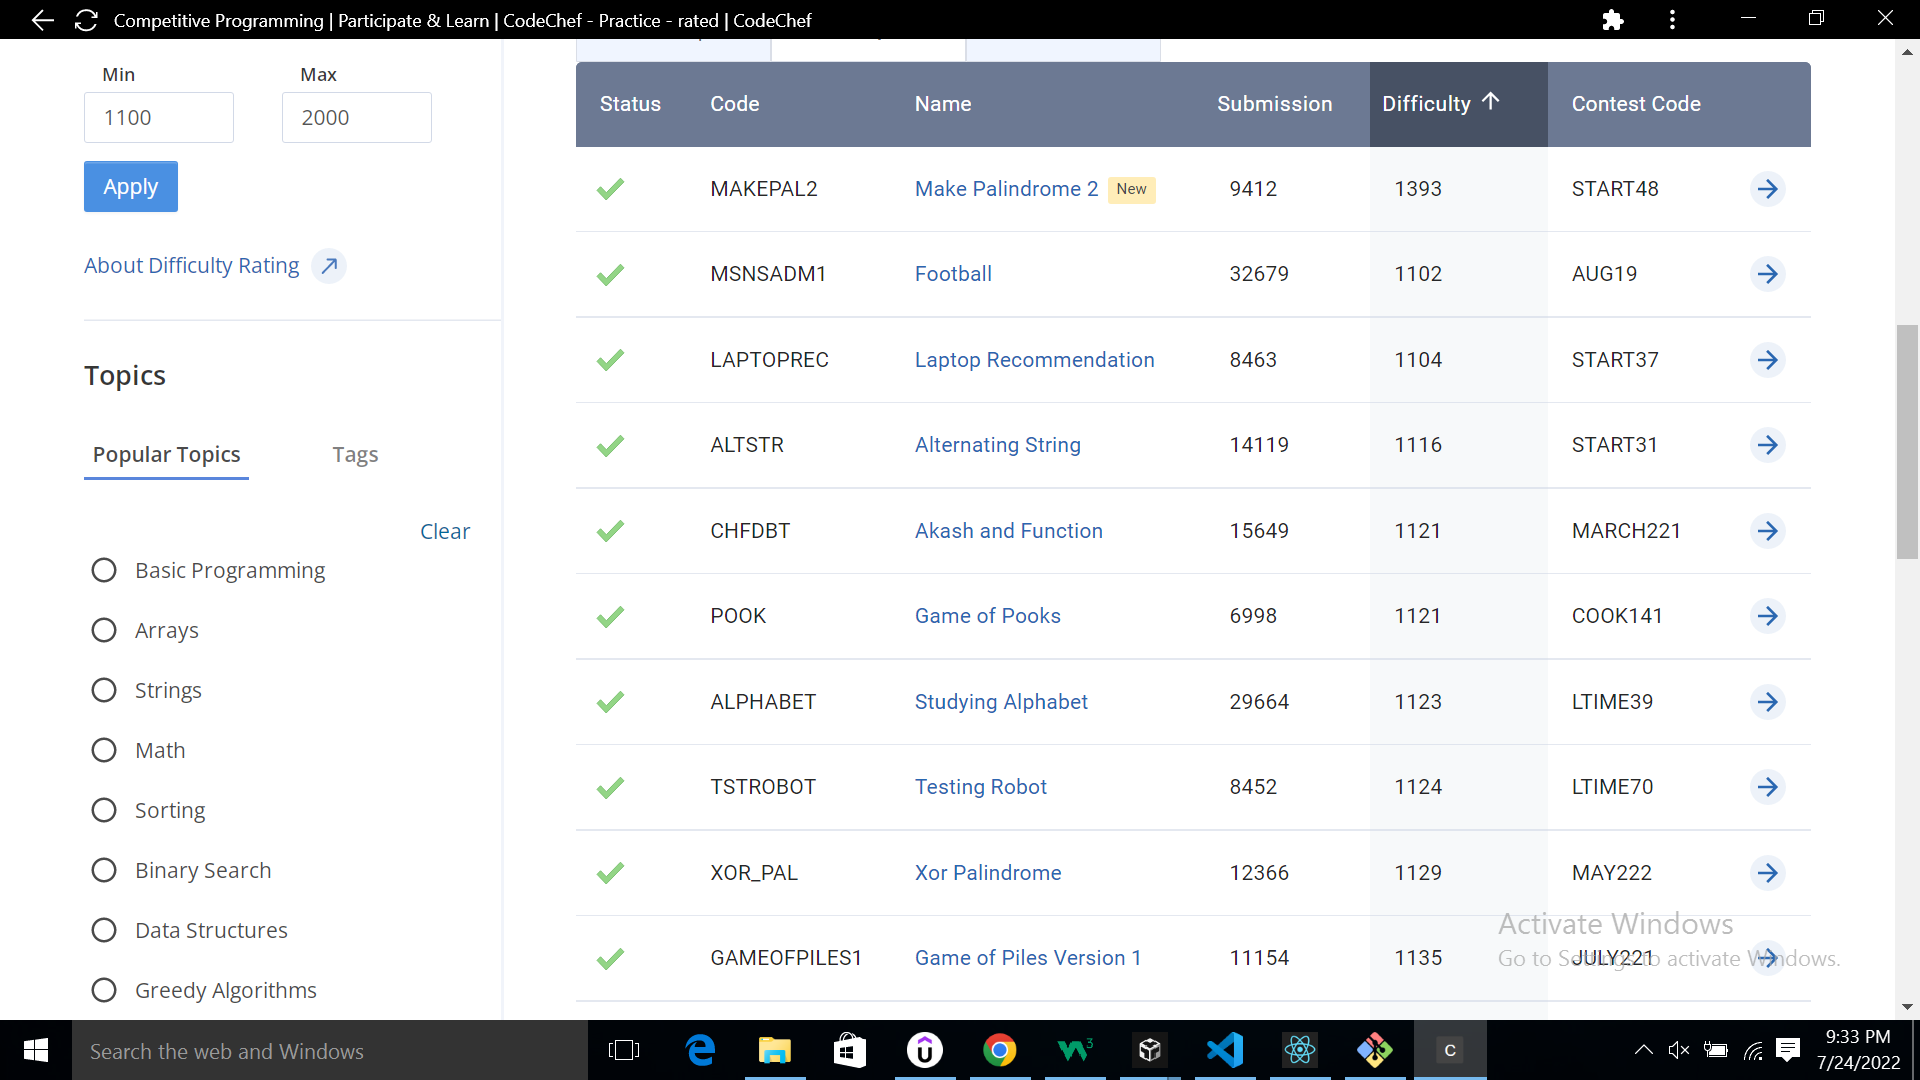 Competitive Programming | Participate & Learn | CodeChef - Practice - rated | CodeChef
Min Max
1100 2000
Apply
About Difficulty Rating
Topics
Popular Topics Tags
Clear
Basic Programming
Arrays
Strings
Math
Sorting
Binary Search
Data Structures
Greedy Algorithms
Status Code Name Submission Difficulty Contest Code
MAKEPAL2 Make Palindrome 2 New 9412 1393 START48
MSNSADM1 Football 32679 1102 AUG19
LAPTOPREC Laptop Recommendation 8463 1104 START37
ALTSTR Alternating String 14119 1116 START31
CHFDBT Akash and Function 15649 1121 MARCH221
POOK Game of Pooks 6998 1121 COOK141
ALPHABET Studying Alphabet 29664 1123 LTIME39
TSTROBOT Testing Robot 8452 1124 LTIME70
XOR_PAL Xor Palindrome 12366 1129 MAY222
GAMEOFPILES1 Game of Piles Version 1 11154 1135 JULY221
Activate Windows
Go to Settings to activate Windows.
Search the web and Windows
W3
C
9:33 PM
7/24/2022